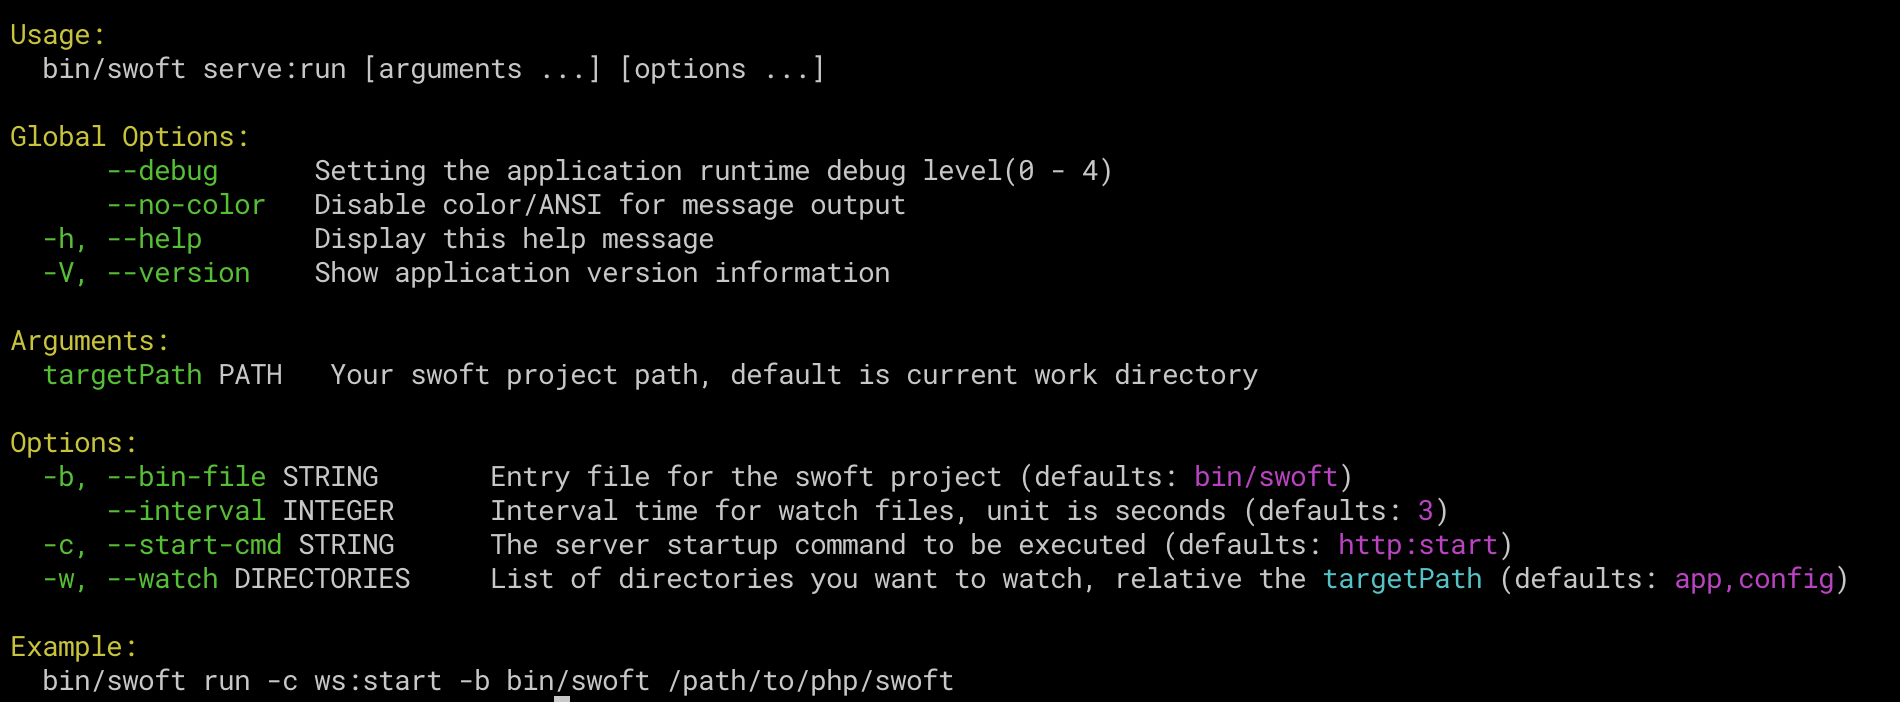 Usage:
  bin/swoft serve:run [arguments ...] [options ...]

Global Options:
      --debug      Setting the application runtime debug level(0 - 4)
      --no-color   Disable color/ANSI for message output
  -h, --help       Display this help message
  -V, --version    Show application version information

Arguments:
  targetPath PATH   Your swoft project path, default is current work directory

Options:
  -b, --bin-file STRING       Entry file for the swoft project (defaults: bin/swoft)
      --interval INTEGER      Interval time for watch files, unit is seconds (defaults: 3)
  -c, --start-cmd STRING      The server startup command to be executed (defaults: http:start)
  -w, --watch DIRECTORIES     List of directories you want to watch, relative the targetPath (defaults: app,config)

Example:
  bin/swoft run -c ws:start -b bin/swoft /path/to/php/swoft